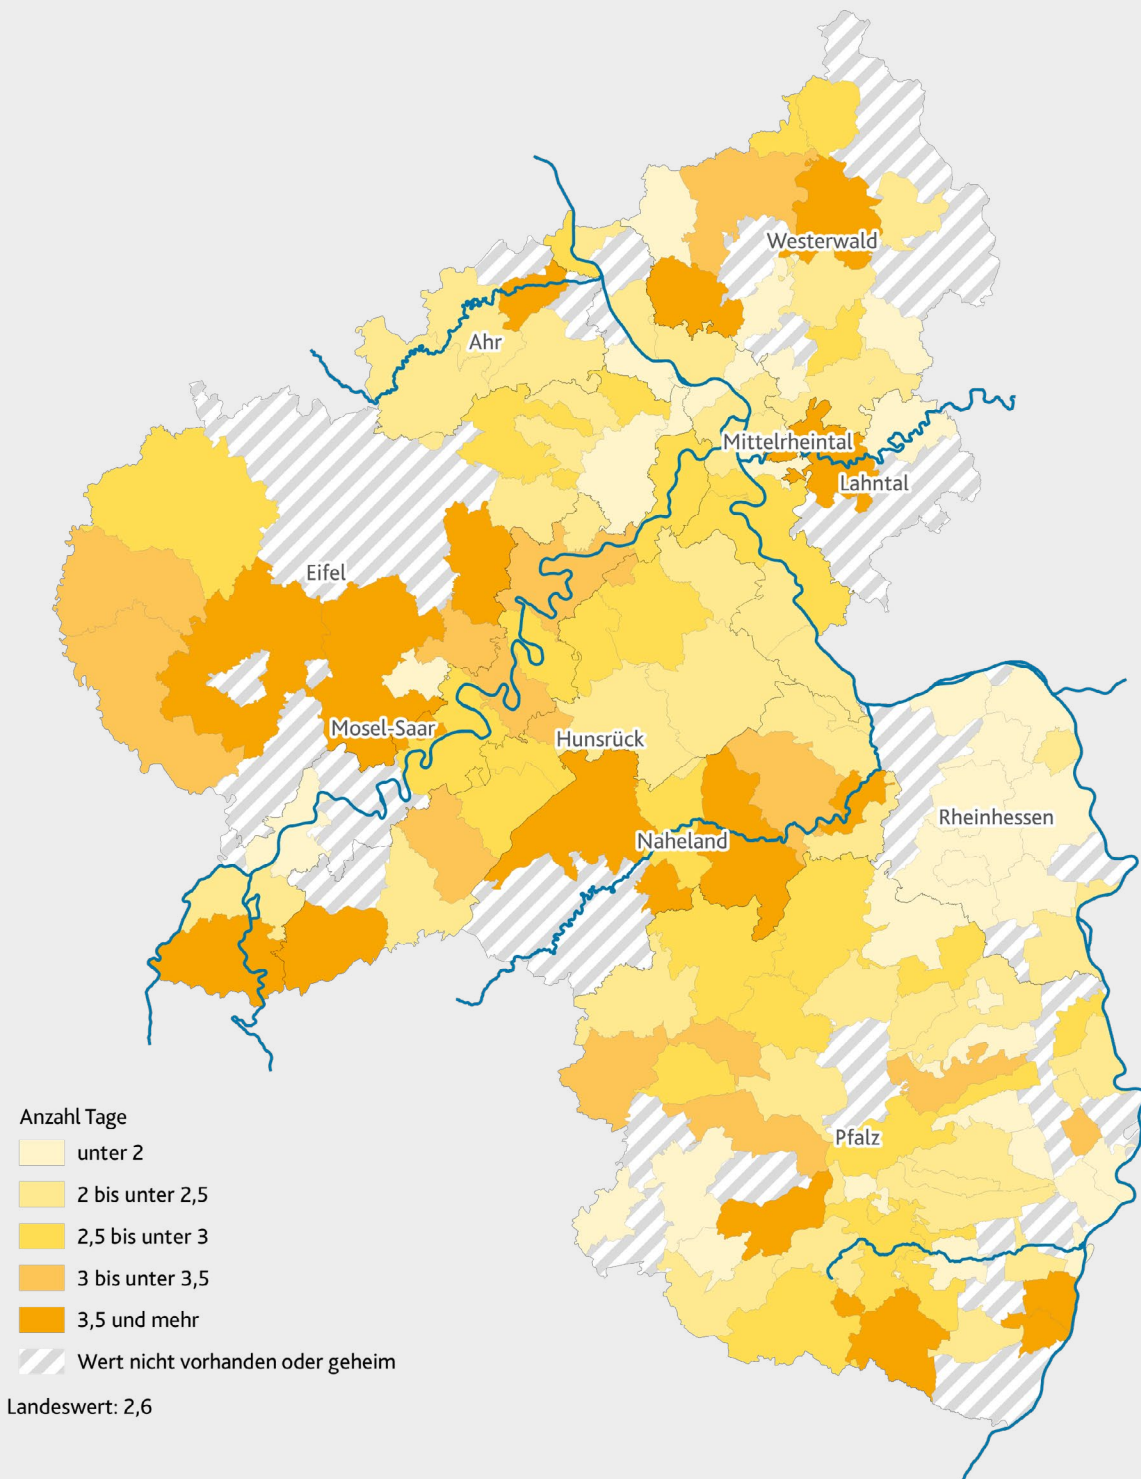 Westerwald
Ahr
Mittelrheintal
Lahntal
Eifel
Mosel-Saar
Hunsrück
Rheinhessen
Naheland
Pfalz
Anzahl Tage
unter 2
2 bis unter 2,5
2,5 bis unter 3
3 bis unter 3,5
3,5 und mehr
Wert nicht vorhanden oder geheim
Landeswert: 2,6